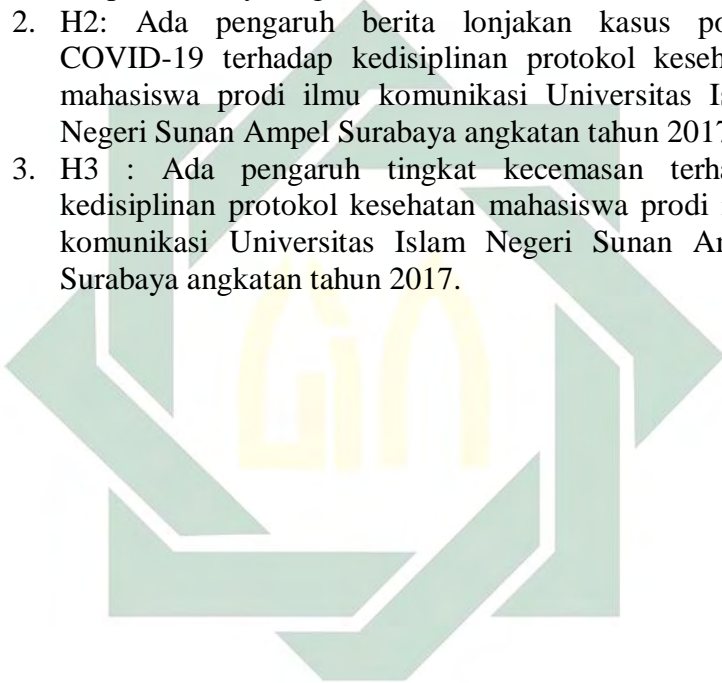 2. H2: Ada pengaruh berita lonjakan kasus po
COVID-19 terhadap kedisiplinan protokol keseh
mahasiswa prodi ilmu komunikasi Universitas Is
Negeri Sunan Ampel Surabaya angkatan tahun 2017
3. H3 : Ada pengaruh tingkat kecemasan terha
kedisiplinan protokol kesehatan mahasiswa prodi
komunikasi Universitas Islam Negeri Sunan Am
Surabaya angkatan tahun 2017.